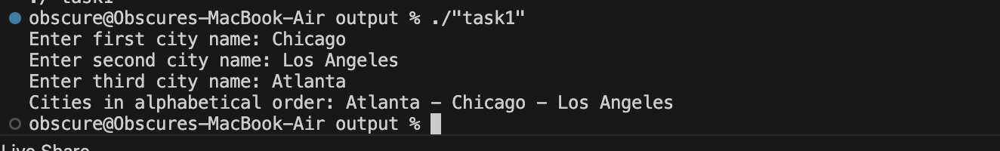 obscure@Obscures-MacBook-Air output % ./"task1"
Enter first city name: Chicago
Enter second city name: Los Angeles
Enter third city name: Atlanta
Cities in alphabetical order: Atlanta - Chicago - Los Angeles
obscure@Obscures-MacBook-Air output %
Live Share